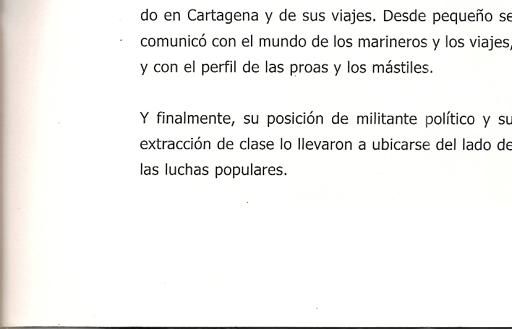 do en Cartagena y de sus viajes. Desde pequeño se
comunicó con el mundo de los marineros y los viajes,
y con el perfil de las proas y los mástiles.
Y finalmente, su posición de militante político y su
extracción de clase lo llevaron a ubicarse del lado de
las luchas populares.